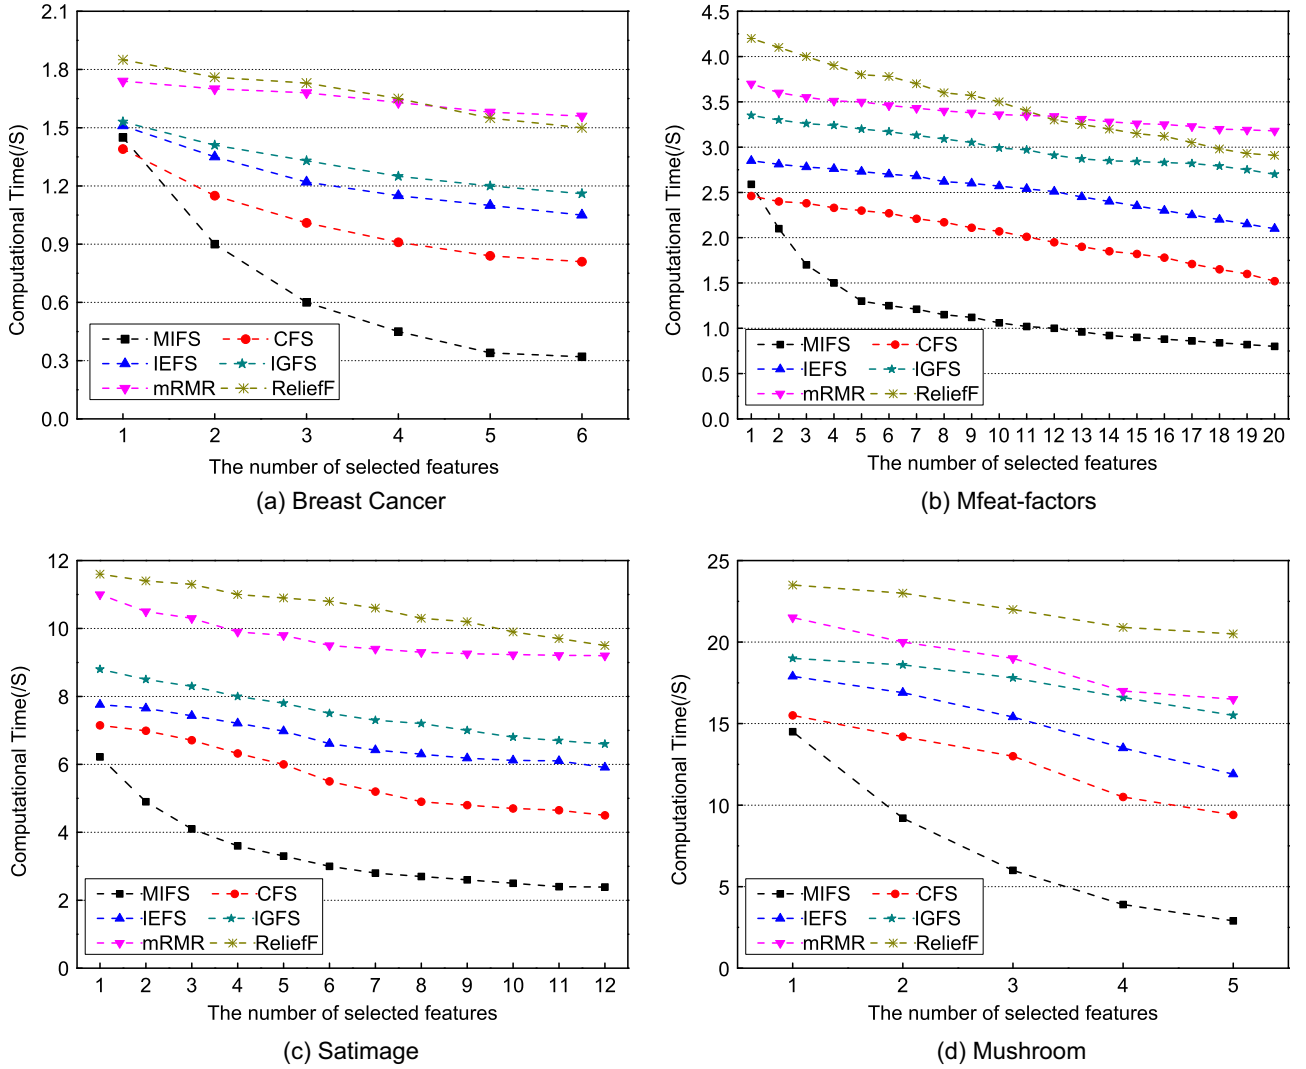 2.1
1.8
1.5
1.2
0.9
0.6
0.3
0.0
Computational Time(/S)
MIFS CFS
IEFS IGFS
mRMR ReliefF
1 2 3 4 5 6
The number of selected features
(a) Breast Cancer
4.5
4.0
3.5
3.0
2.5
2.0
1.5
1.0
0.5
0.0
Computational Time(/S)
MIFS CFS
IEFS IGFS
mRMR ReliefF
1 2 3 4 5 6 7 8 9 10 11 12 13 14 15 16 17 18 19 20
The number of selected features
(b) Mfeat-factors
12
10
8
6
4
2
0
Computational Time(/S)
MIFS CFS
IEFS IGFS
mRMR ReliefF
1 2 3 4 5 6 7 8 9 10 11 12
The number of selected features
(c) Satimage
25
20
15
10
5
0
Computational Time(/S)
MIFS CFS
IEFS IGFS
mRMR ReliefF
1 2 3 4 5
The number of selected features
(d) Mushroom